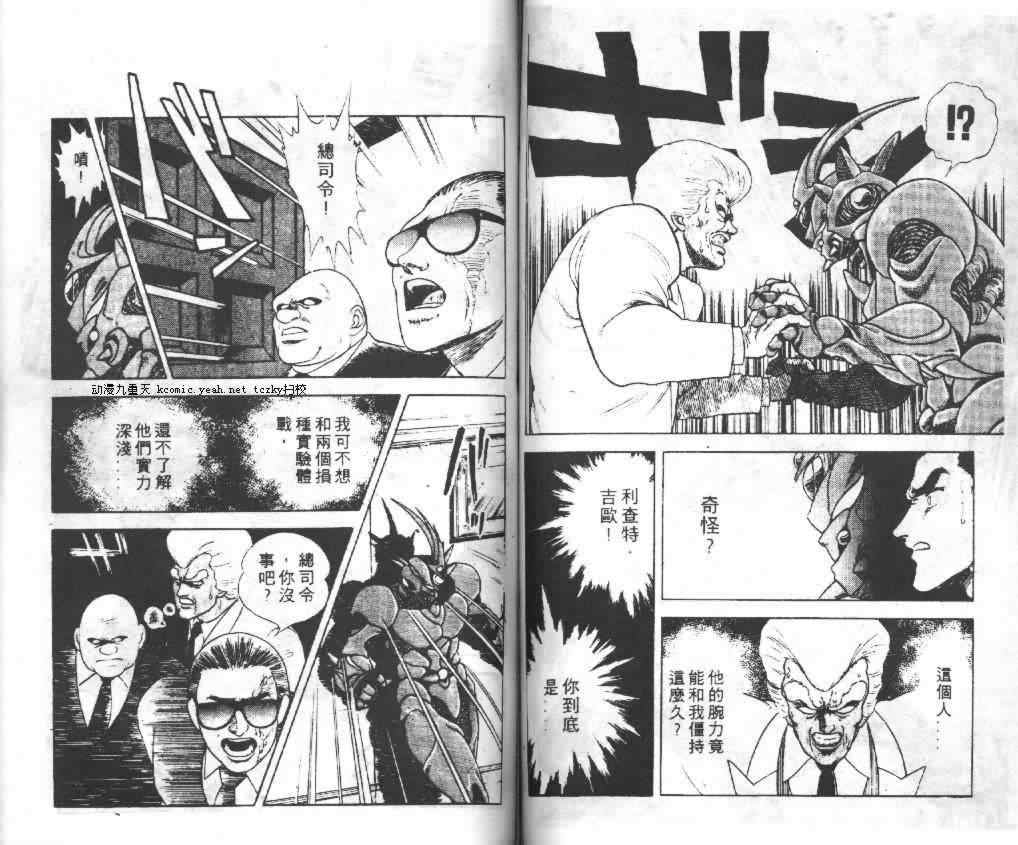 !?
奇怪?
這個人....
他的腕力竟
能和我僵持
這麼久?
利查特·
吉歐!
你到底
是....
總司令!
嘖!
动漫九重天 kcomic.yeah.net tczky扫校
我可不想
和兩個損
種實驗體
戰,
還不了解
他們實力
深淺....
總司令
,你沒
事吧?